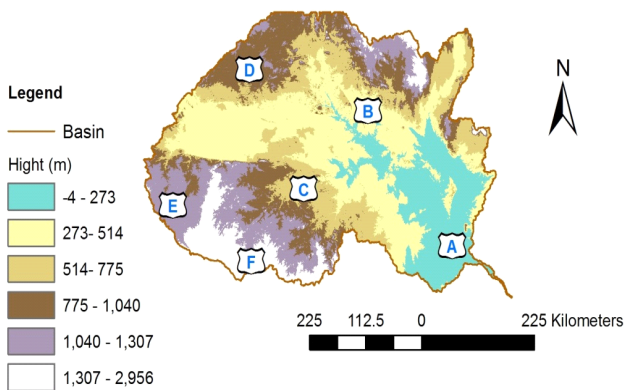 Legend
Basin
Hight (m)
-4 - 273
273- 514
514- 775
775 - 1,040
1,040 - 1,307
1,307 - 2,956
D
B
E
C
F
A
N
225 112.5 0 225 Kilometers